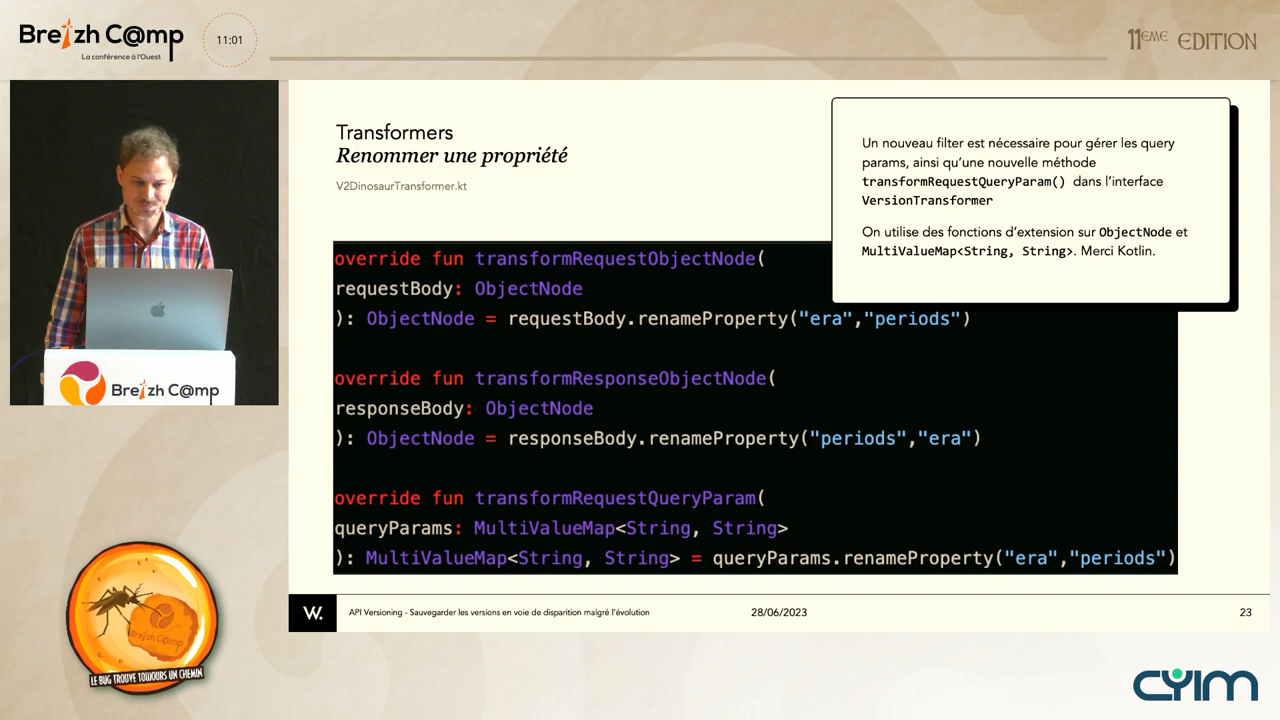 Breizh C@mp
La conférence à l'Ouest
11:01
11EME EDITION
Transformers
Renommer une propriété
V2DinosaurTransformer.kt
Un nouveau filter est nécessaire pour gérer les query
params, ainsi qu'une nouvelle méthode
transformRequestQueryParam() dans l'interface
VersionTransformer
On utilise des fonctions d'extension sur ObjectNode et
MultiValueMap<String, String>. Merci Kotlin.
override fun transformRequestObjectNode(
requestBody: ObjectNode
): ObjectNode = requestBody.renameProperty("era","periods")
override fun transformResponseObjectNode(
responseBody: ObjectNode
): ObjectNode = responseBody.renameProperty("periods","era")
override fun transformRequestQueryParam(
queryParams: MultiValueMap<String, String>
): MultiValueMap<String, String> = queryParams.renameProperty("era","periods")
Breizh C@mp
W.
API Versioning - Sauvegarder les versions en voie de disparition malgré l'évolution
28/06/2023
23
Breizh C@mp
LE BUG TROUVE TOUJOURS UN CHEMIN
CYIM